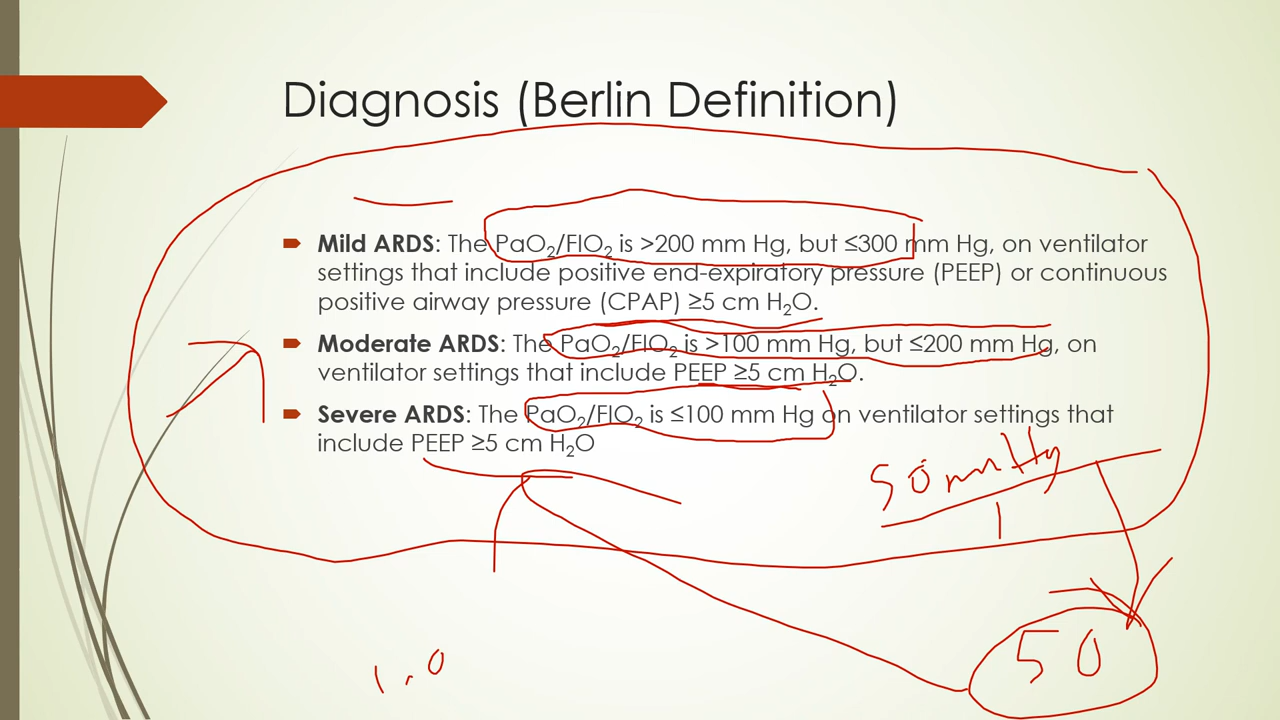 Diagnosis (Berlin Definition)
Mild ARDS: The PaO2/FIO2 is >200 mm Hg, but ≤300 mm Hg, on ventilator
settings that include positive end-expiratory pressure (PEEP) or continuous
positive airway pressure (CPAP) ≥5 cm H2O.
Moderate ARDS: The PaO2/FIO2 is >100 mm Hg, but ≤200 mm Hg, on
ventilator settings that include PEEP ≥5 cm H2O.
Severe ARDS: The PaO2/FIO2 is ≤100 mm Hg on ventilator settings that
include PEEP ≥5 cm H2O
50mmHg
1
50
1.0